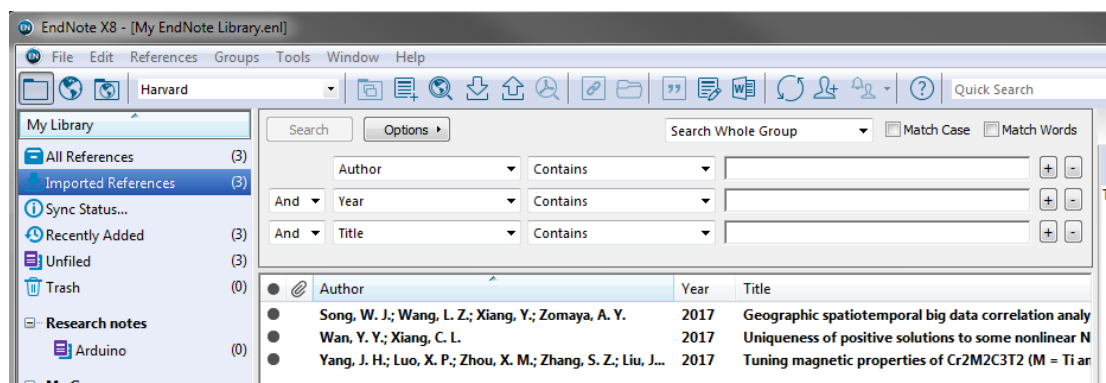 EndNote X8 - [My EndNote Library.enl]
File Edit References Groups Tools Window Help
Harvard Quick Search
My Library
All References (3)
Imported References (3)
Sync Status...
Recently Added (3)
Unfiled (3)
Trash (0)
Research notes
Arduino (0)
Search Options Search Whole Group Match Case Match Words
Author Contains + -
And Year Contains + -
And Title Contains + -
Author Year Title
Song, W. J.; Wang, L. Z.; Xiang, Y.; Zomaya, A. Y. 2017 Geographic spatiotemporal big data correlation analy
Wan, Y. Y.; Xiang, C. L. 2017 Uniqueness of positive solutions to some nonlinear N
Yang, J. H.; Luo, X. P.; Zhou, X. M.; Zhang, S. Z.; Liu, J... 2017 Tuning magnetic properties of Cr2M2C3T2 (M = Ti an